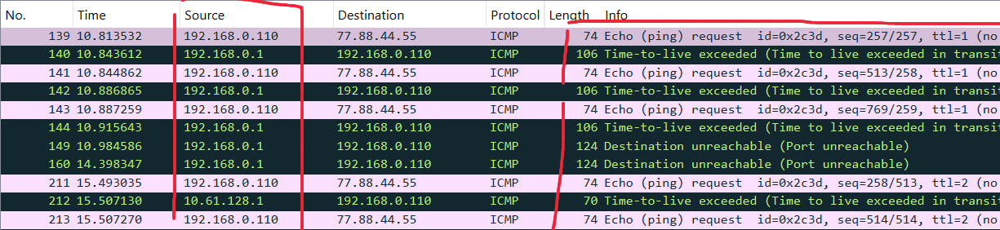 No. Time Source Destination Protocol Length Info
139 10.813532 192.168.0.110 77.88.44.55 ICMP 74 Echo (ping) request id=0x2c3d, seq=257/257, ttl=1 (no
140 10.843612 192.168.0.1 192.168.0.110 ICMP 106 Time-to-live exceeded (Time to live exceeded in transi
141 10.844862 192.168.0.110 77.88.44.55 ICMP 74 Echo (ping) request id=0x2c3d, seq=513/258, ttl=1 (no
142 10.886865 192.168.0.1 192.168.0.110 ICMP 106 Time-to-live exceeded (Time to live exceeded in transi
143 10.887259 192.168.0.110 77.88.44.55 ICMP 74 Echo (ping) request id=0x2c3d, seq=769/259, ttl=1 (no
144 10.915643 192.168.0.1 192.168.0.110 ICMP 106 Time-to-live exceeded (Time to live exceeded in transi
149 10.984586 192.168.0.1 192.168.0.110 ICMP 124 Destination unreachable (Port unreachable)
160 14.398347 192.168.0.1 192.168.0.110 ICMP 124 Destination unreachable (Port unreachable)
211 15.493035 192.168.0.110 77.88.44.55 ICMP 74 Echo (ping) request id=0x2c3d, seq=258/513, ttl=2 (no
212 15.507130 10.61.128.1 192.168.0.110 ICMP 70 Time-to-live exceeded (Time to live exceeded in transi
213 15.507270 192.168.0.110 77.88.44.55 ICMP 74 Echo (ping) request id=0x2c3d, seq=514/514, ttl=2 (no